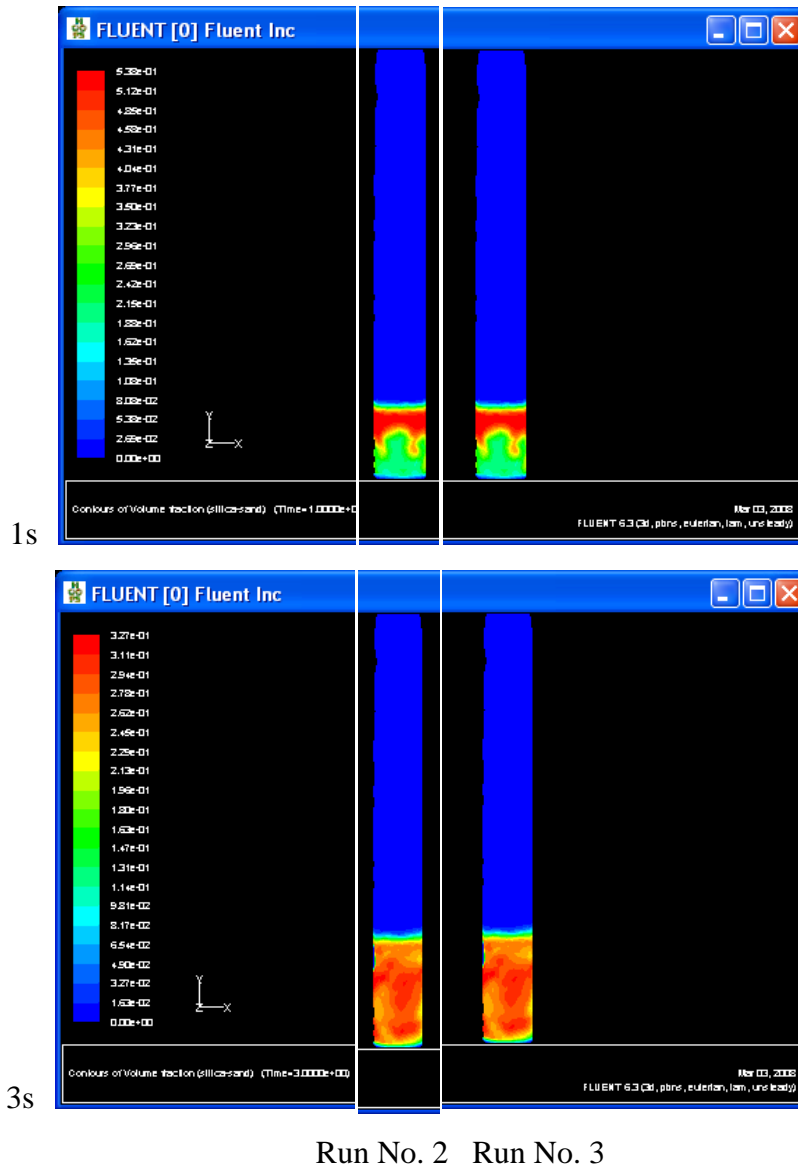 FLUENT [0] Fluent Inc
5.38e-01
5.12e-01
4.85e-01
4.58e-01
4.31e-01
4.04e-01
3.77e-01
3.50e-01
3.23e-01
2.96e-01
2.69e-01
2.42e-01
2.15e-01
1.88e-01
1.62e-01
1.35e-01
1.08e-01
8.08e-02
5.38e-02
2.69e-02
0.00e+00
Y
Z X
Contours of Volume fraction (silica-sand) (Time=1.0000e+0
Mar 03, 2008
FLUENT 6.3 (3d, pbns, eulerian, lam, unsteady)
1s
FLUENT [0] Fluent Inc
3.27e-01
3.11e-01
2.94e-01
2.78e-01
2.62e-01
2.45e-01
2.29e-01
2.13e-01
1.96e-01
1.80e-01
1.63e-01
1.47e-01
1.31e-01
1.14e-01
9.81e-02
8.17e-02
6.54e-02
4.90e-02
3.27e-02
1.63e-02
0.00e+00
Y
Z X
Contours of Volume fraction (silica-sand) (Time=3.0000e+00)
Mar 03, 2008
FLUENT 6.3 (3d, pbns, eulerian, lam, unsteady)
3s
Run No. 2 Run No. 3